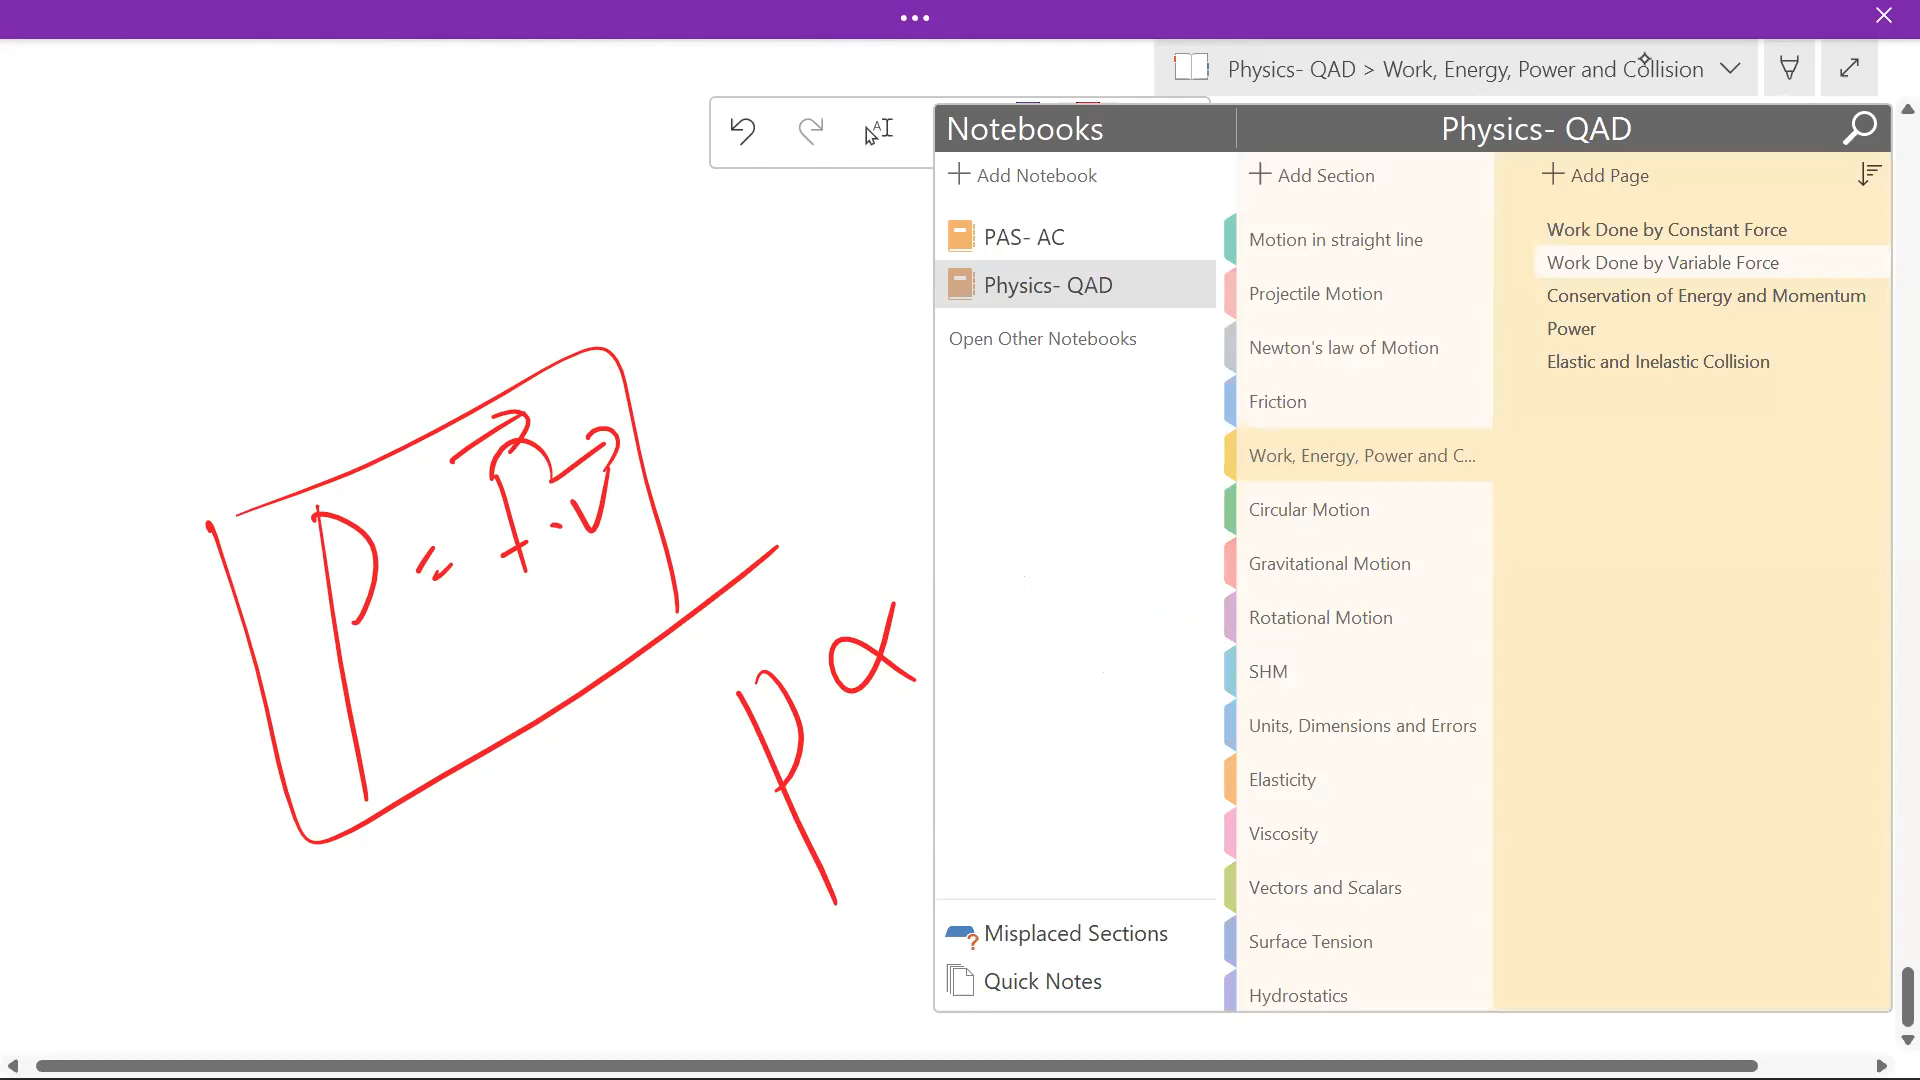 Physics- QAD > Work, Energy, Power and Collision
Notebooks
Physics- QAD
Add Notebook
Add Section
Add Page
PAS- AC
Physics- QAD
Open Other Notebooks
Motion in straight line
Projectile Motion
Newton's law of Motion
Friction
Work, Energy, Power and C...
Circular Motion
Gravitational Motion
Rotational Motion
SHM
Units, Dimensions and Errors
Elasticity
Viscosity
Vectors and Scalars
Surface Tension
Hydrostatics
Work Done by Constant Force
Work Done by Variable Force
Conservation of Energy and Momentum
Power
Elastic and Inelastic Collision
Misplaced Sections
Quick Notes
P = F⃗ . v⃗
P α